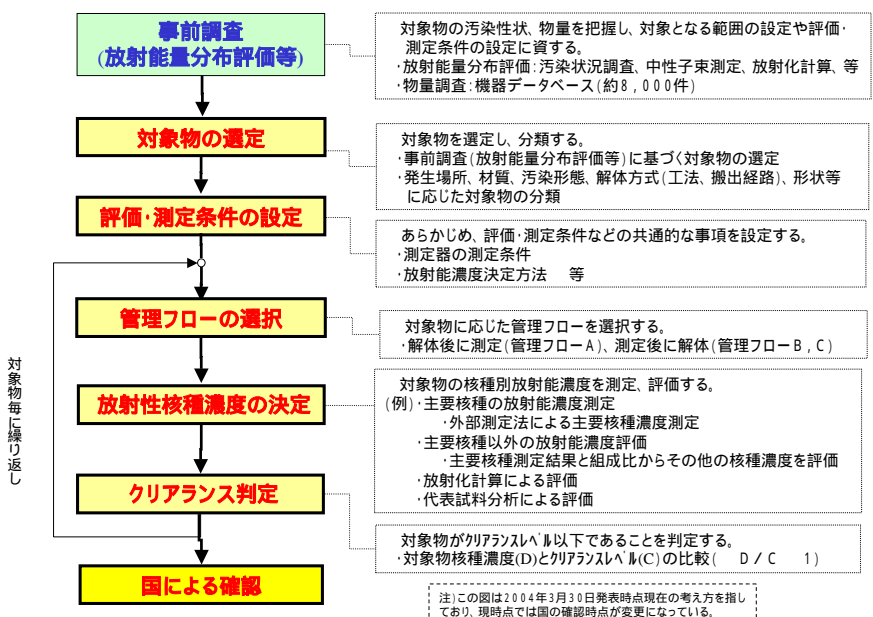 事前調査
(放射能量分布評価等)
対象物の汚染性状、物量を把握し、対象となる範囲の設定や評価・
測定条件の設定に資する。
・放射能量分布評価:汚染状況調査、中性子束測定、放射化計算、等
・物量調査:機器データベース(約8,000件)
対象物の選定
対象物を選定し、分類する。
・事前調査(放射能量分布評価等)に基づく対象物の選定
・発生場所、材質、汚染形態、解体方式(工法、搬出経路)、形状等
に応じた対象物の分類
評価・測定条件の設定
あらかじめ、評価・測定条件などの共通的な事項を設定する。
・測定器の測定条件
・放射能濃度決定方法 等
管理フローの選択
対象物に応じた管理フローを選択する。
・解体後に測定(管理フローA)、測定後に解体(管理フローB,C)
対象物毎に繰り返し
放射性核種濃度の決定
対象物の核種別放射能濃度を測定、評価する。
(例)・主要核種の放射能濃度測定
・外部測定法による主要核種濃度測定
・主要核種以外の放射能濃度評価
・主要核種測定結果と組成比からその他の核種濃度を評価
・放射化計算による評価
・代表試料分析による評価
クリアランス判定
対象物がクリアランスレベル以下であることを判定する。
・対象物核種濃度(D)とクリアランスレベル(C)の比較( D/C 1)
国による確認
注)この図は2004年3月30日発表時点現在の考え方を指し
ており、現時点では国の確認時点が変更になっている。